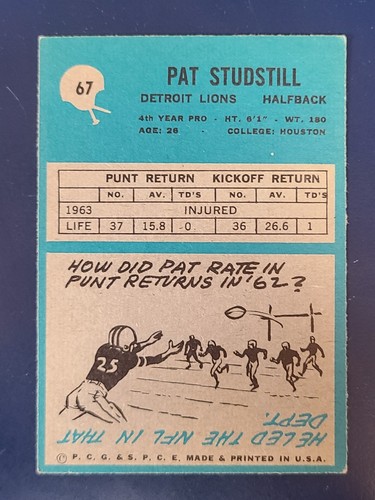 67
PAT STUDSTILL
DETROIT LIONS HALFBACK
4th YEAR PRO - HT. 6'1" - WT. 180
AGE: 26 - COLLEGE: HOUSTON
PUNT RETURN KICKOFF RETURN
NO. AV. TD'S NO. AV. TD'S
1963 INJURED
LIFE 37 15.8 -0 36 26.6 1
HOW DID PAT RATE IN
PUNT RETURNS IN '62?
25
HE LED THE NFL IN THAT
DEPT.
© P. C. G. & S. P. C. E. MADE & PRINTED IN U.S.A.